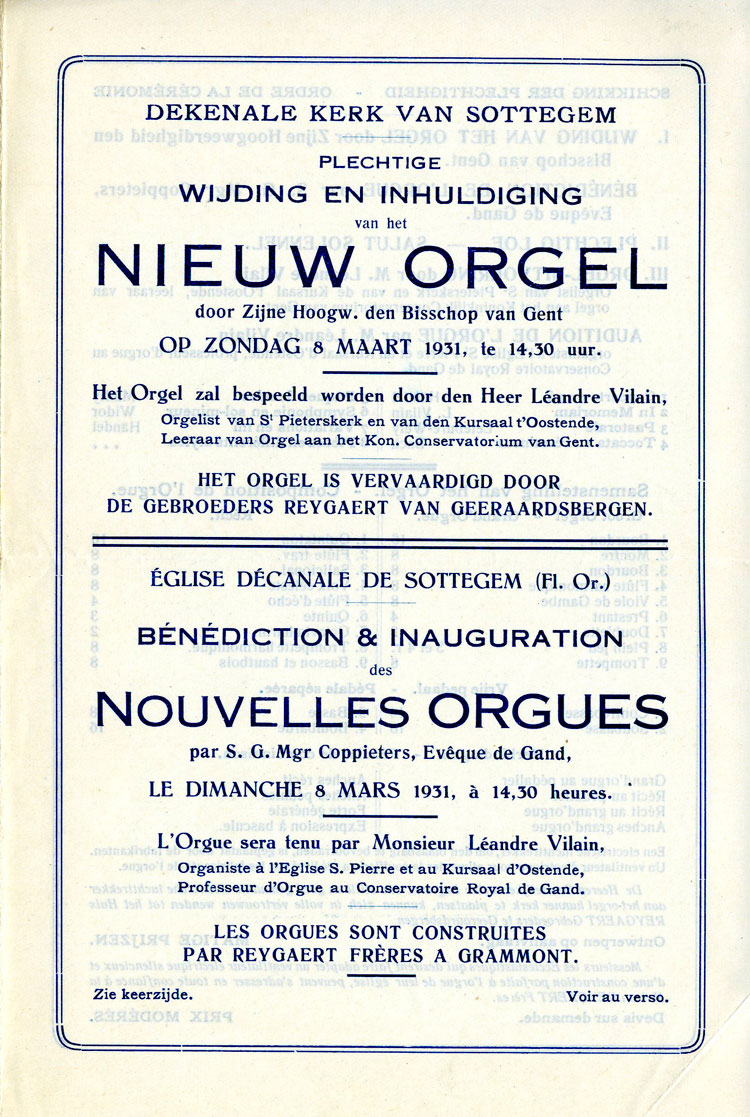 DEKENALE KERK VAN SOTTEGEM
PLECHTIGE
WIJDING EN INHULDIGING
van het
NIEUW ORGEL
door Zijne Hoogw. den Bisschop van Gent
OP ZONDAG 8 MAART 1931, te 14,30 uur.
Het Orgel zal bespeeld worden door den Heer Léandre Vilain,
Orgelist van St Pieterskerk en van den Kursaal t'Oostende,
Leeraar van Orgel aan het Kon. Conservatorium van Gent.
HET ORGEL IS VERVAARDIGD DOOR
DE GEBROEDERS REYGAERT VAN GEERAARDSBERGEN.
ÉGLISE DÉCANALE DE SOTTEGEM (Fl. Or.)
BÉNÉDICTION & INAUGURATION
des
NOUVELLES ORGUES
par S. G. Mgr Coppieters, Evêque de Gand,
LE DIMANCHE 8 MARS 1931, à 14,30 heures.
L'Orgue sera tenu par Monsieur Léandre Vilain,
Organiste à l'Eglise S. Pierre et au Kursaal d'Ostende,
Professeur d'Orgue au Conservatoire Royal de Gand.
LES ORGUES SONT CONSTRUITES
PAR REYGAERT FRÈRES A GRAMMONT.
Zie keerzijde. Voir au verso.